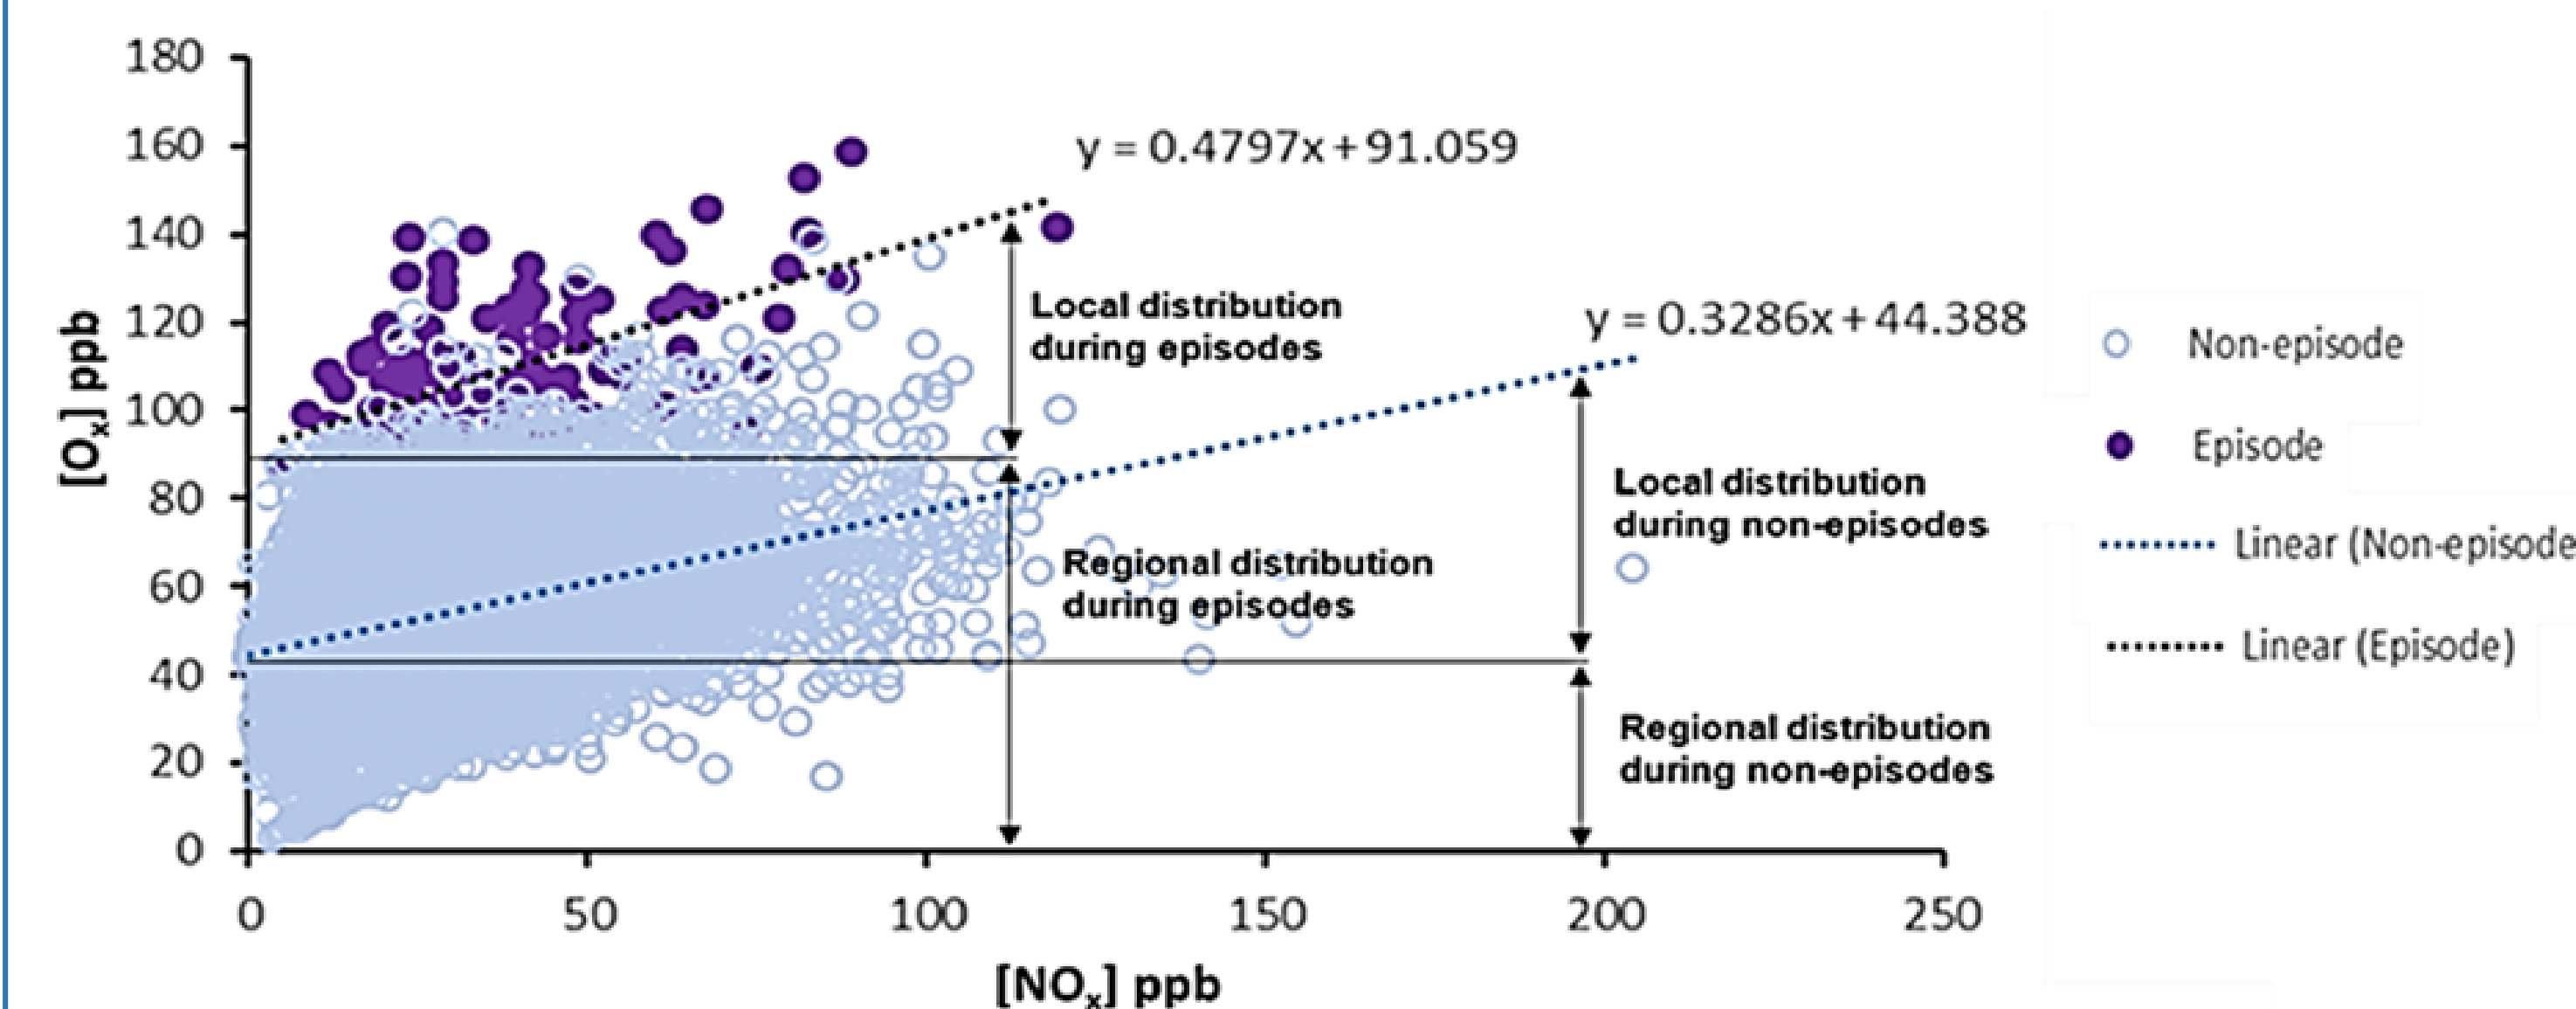 180
160
140
120
100
80
60
40
20
0
[Oₓ] ppb
y = 0.4797x+91.059
y = 0.3286x+44.388
Local distribution
during episodes
Local distribution
during non-episodes
Regional distribution
during episodes
Regional distribution
during non-episodes
0 50 100 150 200 250
[NOₓ] ppb
Non-episode
Episode
Linear (Non-episode
Linear (Episode)